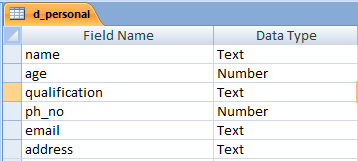 d_personal
Field Name Data Type
name Text
age Number
qualification Text
ph_no Number
email Text
address Text